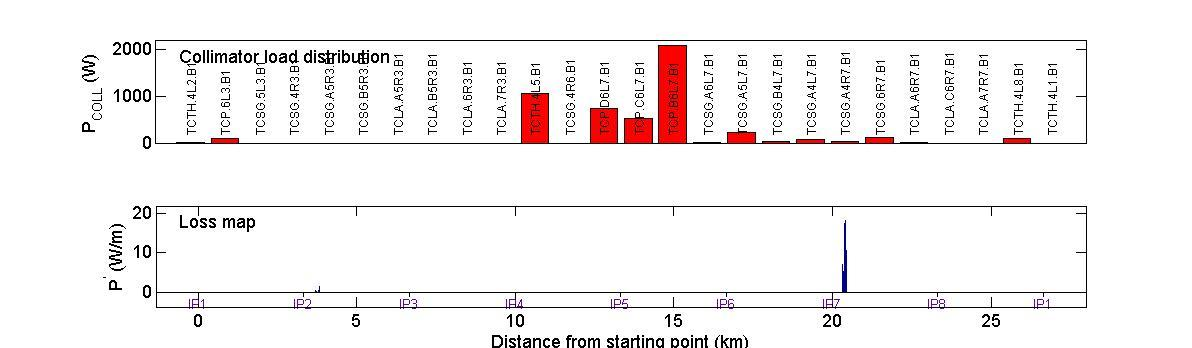 Collimator load distribution
P COLL (W)
2000
1000
0
TCTH.4L2.B1
TCP.6L3.B1
TCSG.5L3.B1
TCSG.4R3.B1
TCSG.A5R3.B1
TCSG.B5R3.B1
TCLA.A5R3.B1
TCLA.B5R3.B1
TCLA.6R3.B1
TCLA.7R3.B1
TCTH.4L5.B1
TCSG.4R6.B1
TCP.D6L7.B1
TCP.C6L7.B1
TCP.B6L7.B1
TCSG.A6L7.B1
TCSG.A5L7.B1
TCSG.B4L7.B1
TCSG.A4L7.B1
TCSG.A4R7.B1
TCSG.6R7.B1
TCLA.A6R7.B1
TCLA.C6R7.B1
TCLA.A7R7.B1
TCTH.4L8.B1
TCTH.4L1.B1
Loss map
P' (W/m)
20
10
0
IP1 IP2 IP3 IP4 IP5 IP6 IP7 IP8 IP1
0 5 10 15 20 25
Distance from starting point (km)